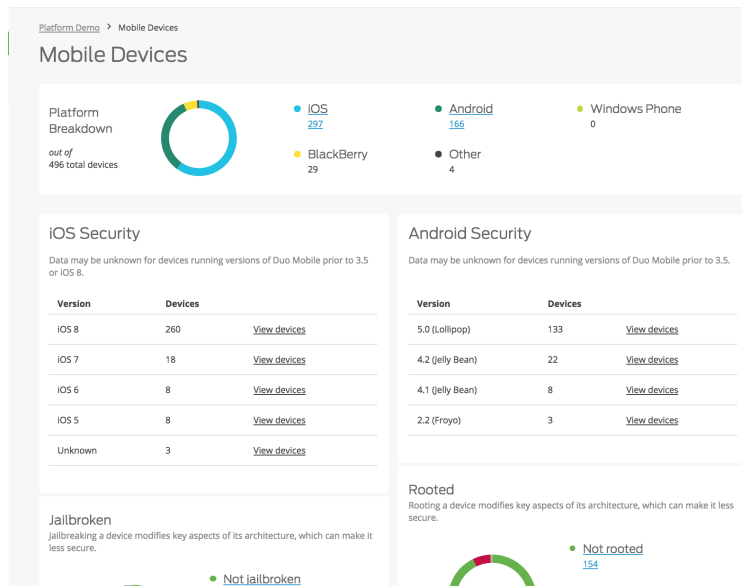 Platform Demo > Mobile Devices
Mobile Devices
Platform
Breakdown
out of
496 total devices
iOS
297
Android
166
Windows Phone
0
BlackBerry
29
Other
4
iOS Security
Data may be unknown for devices running versions of Duo Mobile prior to 3.5
or iOS 8.
Version Devices
iOS 8 260 View devices
iOS 7 18 View devices
iOS 6 8 View devices
iOS 5 8 View devices
Unknown 3 View devices
Jailbroken
Jailbreaking a device modifies key aspects of its architecture, which can make it
less secure.
Not jailbroken
Android Security
Data may be unknown for devices running versions of Duo Mobile prior to 3.5.
Version Devices
5.0 (Lollipop) 133 View devices
4.2 (Jelly Bean) 22 View devices
4.1 (Jelly Bean) 8 View devices
2.2 (Froyo) 3 View devices
Rooted
Rooting a device modifies key aspects of its architecture, which can make it less
secure.
Not rooted
154